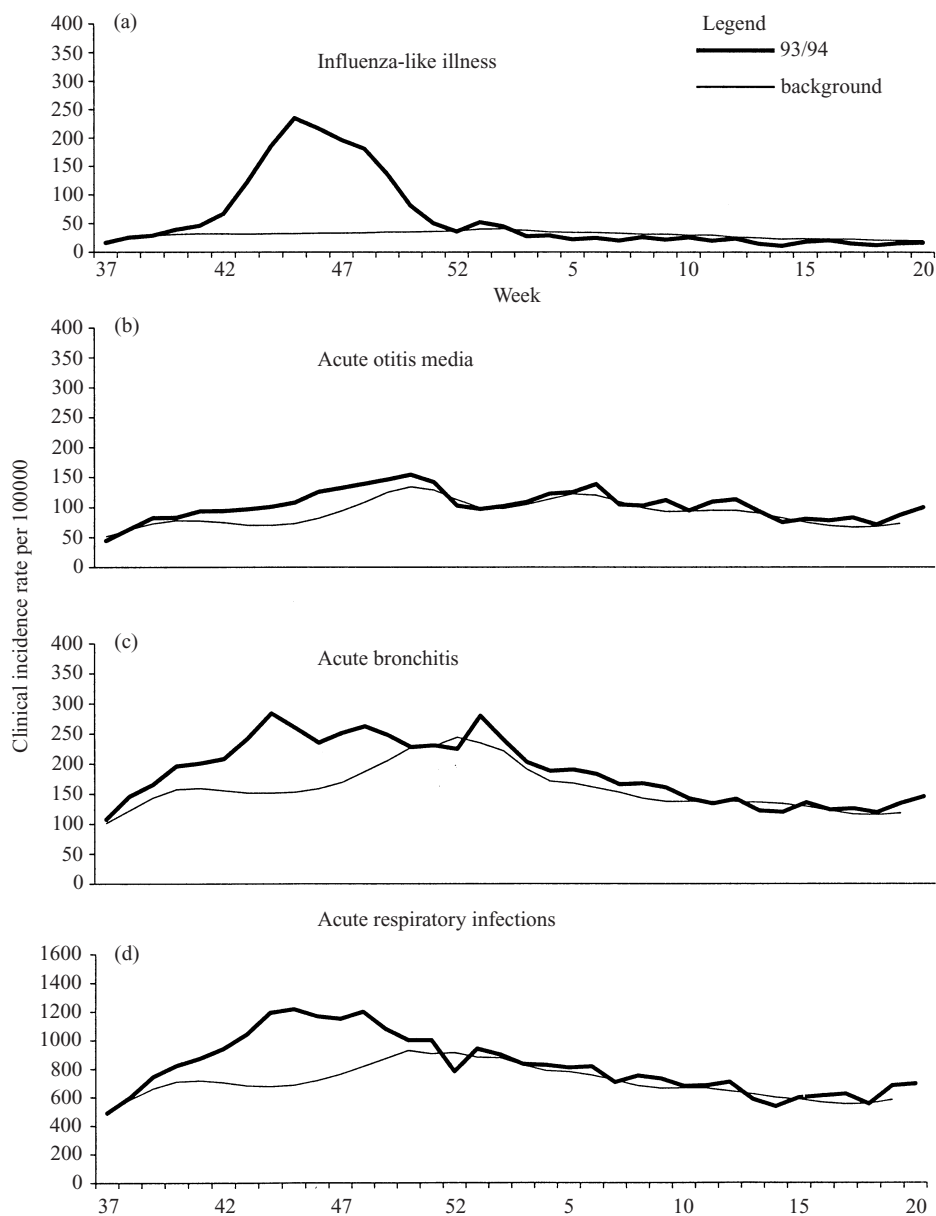 (a)
Legend
93/94
background
Influenza-like illness
400
350
300
250
200
150
100
50
0
37 42 47 52 5 10 15 20
Week
(b)
Acute otitis media
400
350
300
250
200
150
100
50
0
Clinical incidence rate per 100000
(c)
Acute bronchitis
400
350
300
250
200
150
100
50
0
Acute respiratory infections
(d)
1600
1400
1200
1000
800
600
400
200
0
37 42 47 52 5 10 15 20